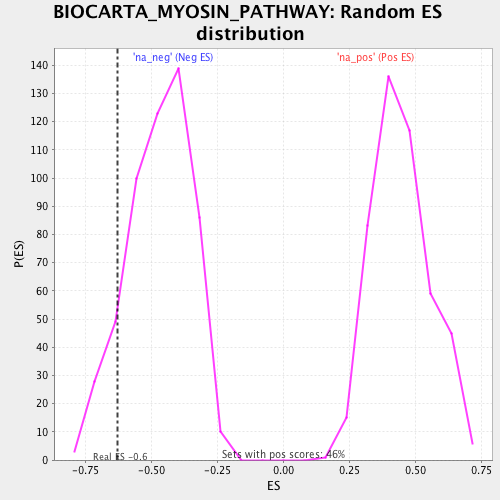 BIOCARTA_MYOSIN_PATHWAY: Random ES
distribution
'na_neg' (Neg ES)
'na_pos' (Pos ES)
140
130
120
110
100
90
80
70
60
50
40
30
20
10
0
P(ES)
Real ES -0.6
Sets with pos scores: 46%
-0.75 -0.50 -0.25 0.00 0.25 0.50 0.75
ES